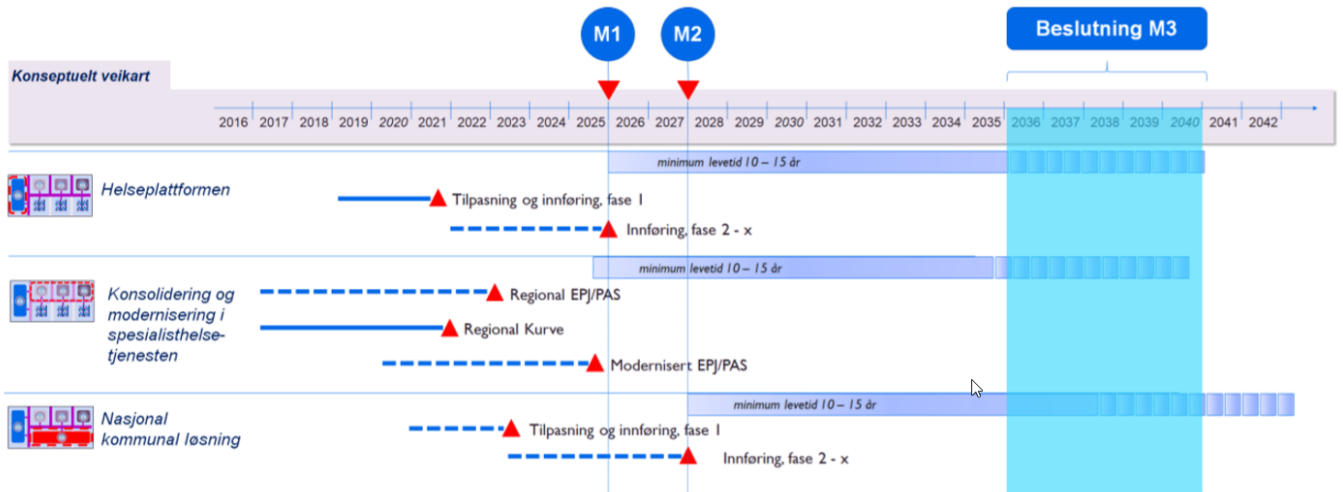 M1
M2
Beslutning M3
Konseptuelt veikart
2016 2017 2018 2019 2020 2021 2022 2023 2024 2025 2026 2027 2028 2029 2030 2031 2032 2033 2034 2035 2036 2037 2038 2039 2040 2041 2042
minimum levetid 10 – 15 år
Helseplattformen
Tilpasning og innføring, fase 1
Innføring, fase 2 - x
minimum levetid 10 – 15 år
Konsolidering og
modernisering i
spesialisthelse-
tjenesten
Regional EPJ/PAS
Regional Kurve
Modernisert EPJ/PAS
minimum levetid 10 – 15 år
Nasjonal
kommunal løsning
Tilpasning og innføring, fase 1
Innføring, fase 2 - x